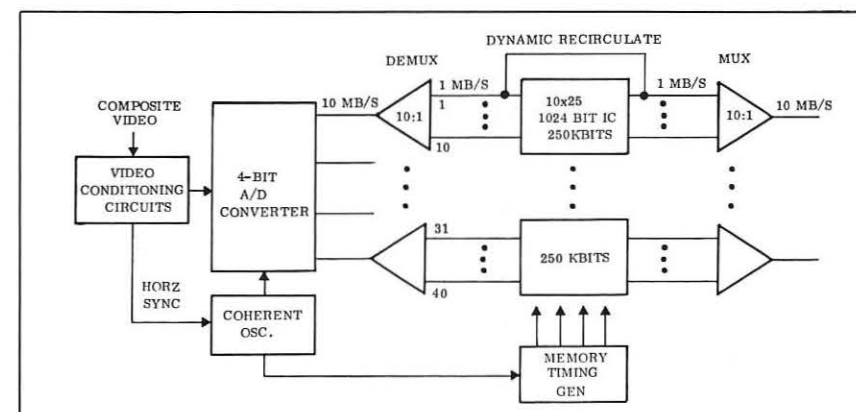 DYNAMIC RECIRCULATE
DEMUX
MUX
COMPOSITE
VIDEO
10 MB/S
10:1
1 MB/S
1
10
10x25
1024 BIT IC
250KBITS
1 MB/S
10:1
10 MB/S
VIDEO
CONDITIONING
CIRCUITS
4-BIT
A/D
CONVERTER
31
40
250 KBITS
HORZ
SYNC
COHERENT
OSC.
MEMORY
TIMING
GEN